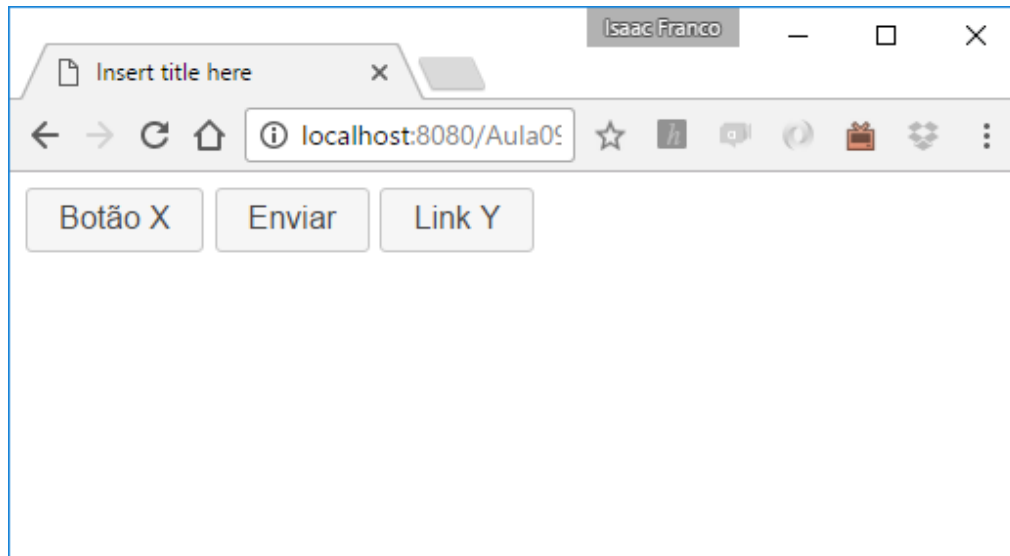 Isaac Franco
Insert title here
localhost:8080/Aula09
h
Botão X Enviar Link Y